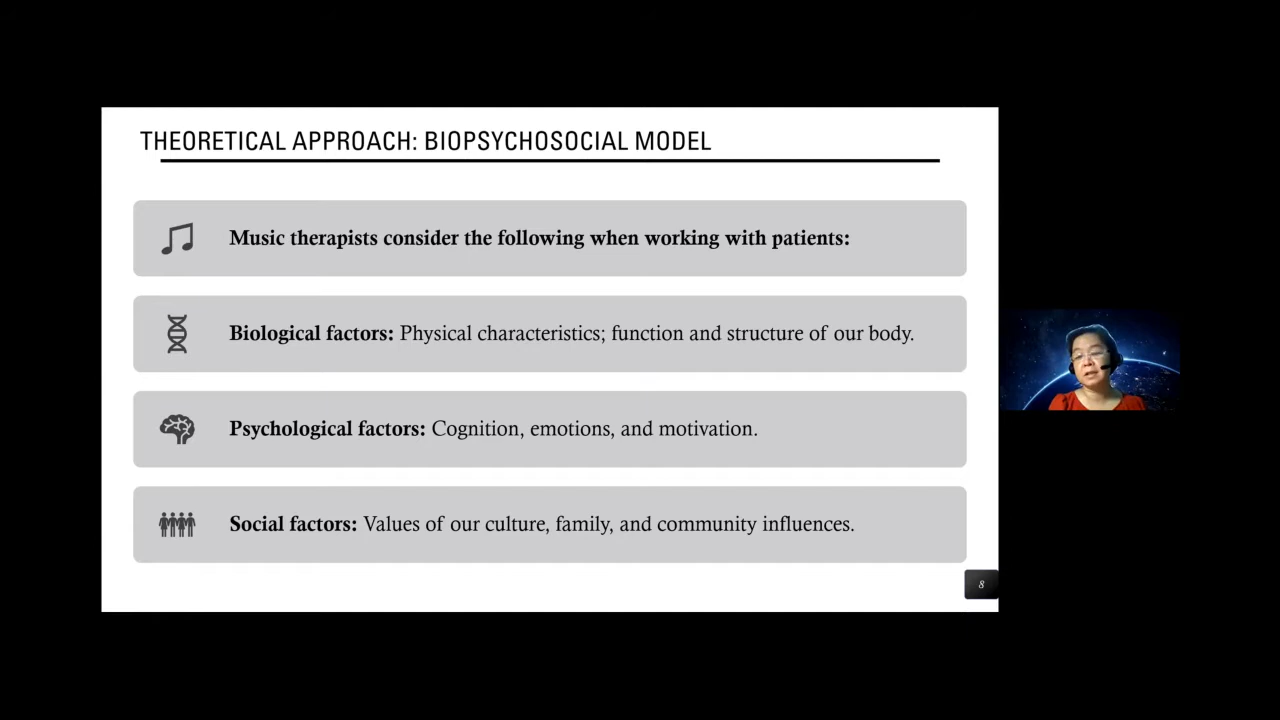 THEORETICAL APPROACH: BIOPSYCHOSOCIAL MODEL
Music therapists consider the following when working with patients:
Biological factors: Physical characteristics; function and structure of our body.
Psychological factors: Cognition, emotions, and motivation.
Social factors: Values of our culture, family, and community influences.
8